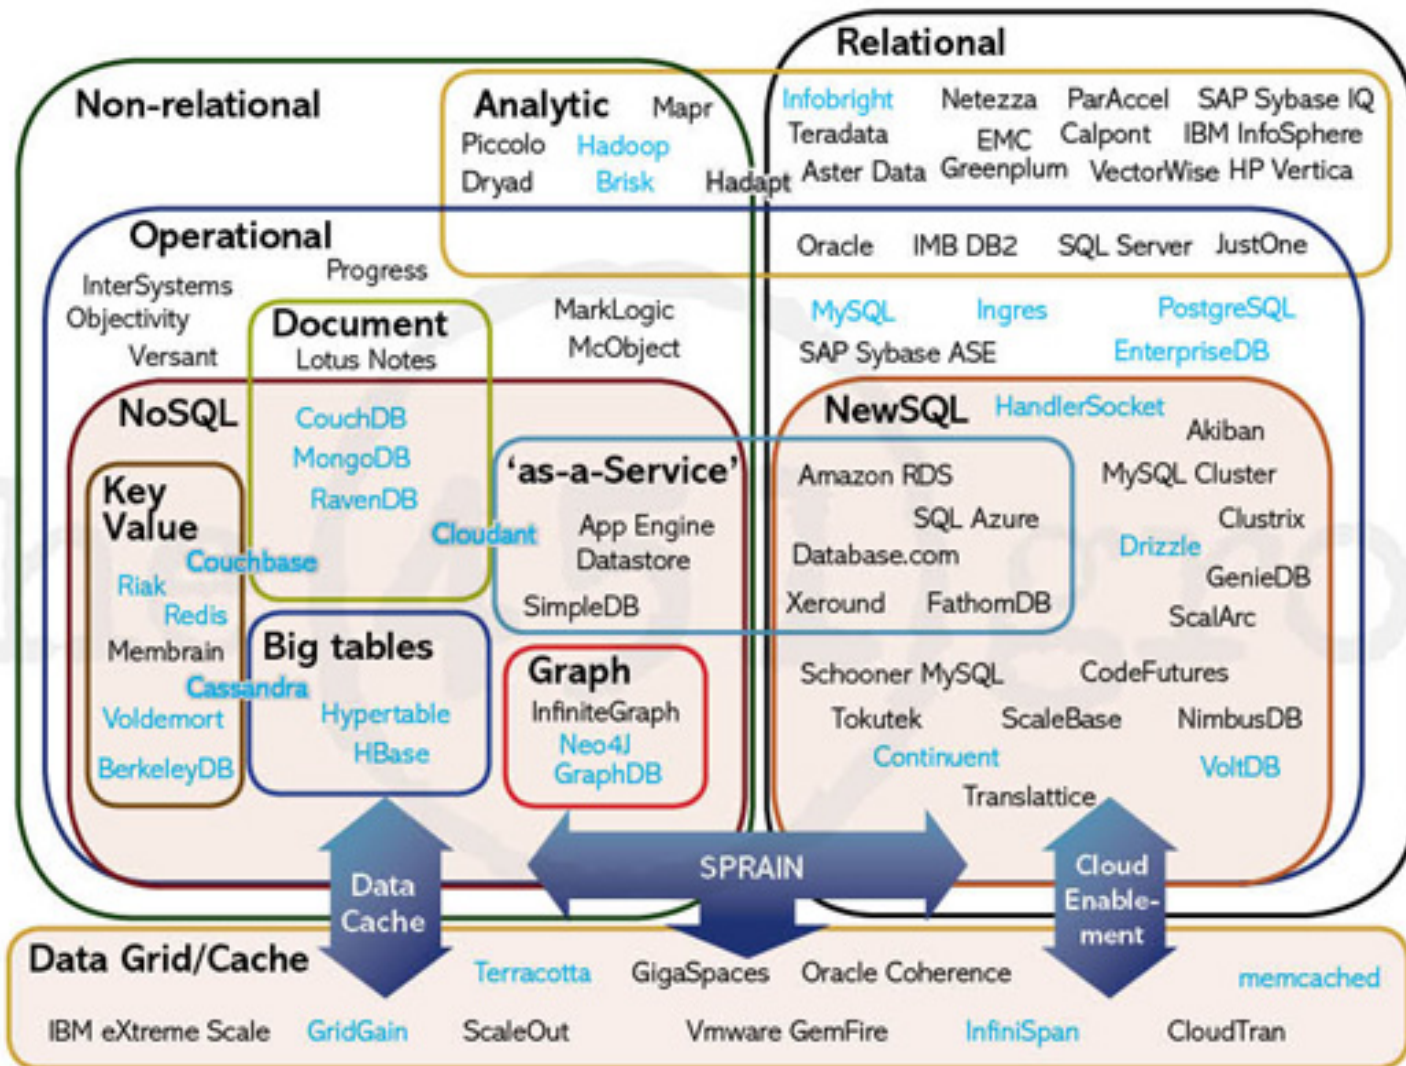 Relational
Non-relational
Analytic
Mapr
Piccolo
Hadoop
Dryad
Brisk
Hadapt
Infobright
Netezza
ParAccel
SAP Sybase IQ
Teradata
EMC
Calpont
IBM InfoSphere
Aster Data
Greenplum
VectorWise
HP Vertica
Operational
InterSystems
Progress
Objectivity
Versant
MarkLogic
McObject
Oracle
IMB DB2
SQL Server
JustOne
MySQL
Ingres
PostgreSQL
SAP Sybase ASE
EnterpriseDB
Document
Lotus Notes
NoSQL
CouchDB
MongoDB
RavenDB
Cloudant
Couchbase
Key
Value
Riak
Redis
Membrain
Cassandra
Voldemort
BerkeleyDB
Big tables
Hypertable
HBase
'as-a-Service'
App Engine
Datastore
SimpleDB
Graph
InfiniteGraph
Neo4J
GraphDB
NewSQL
HandlerSocket
Akiban
Amazon RDS
MySQL Cluster
SQL Azure
Clustrix
Database.com
Drizzle
GenieDB
Xeround
FathomDB
ScalArc
Schooner MySQL
CodeFutures
Tokutek
ScaleBase
NimbusDB
Continuent
VoltDB
Translattice
Data
Cache
SPRAIN
Cloud
Enable-
ment
Data Grid/Cache
Terracotta
GigaSpaces
Oracle Coherence
memcached
IBM eXtreme Scale
GridGain
ScaleOut
Vmware GemFire
InfiniSpan
CloudTran